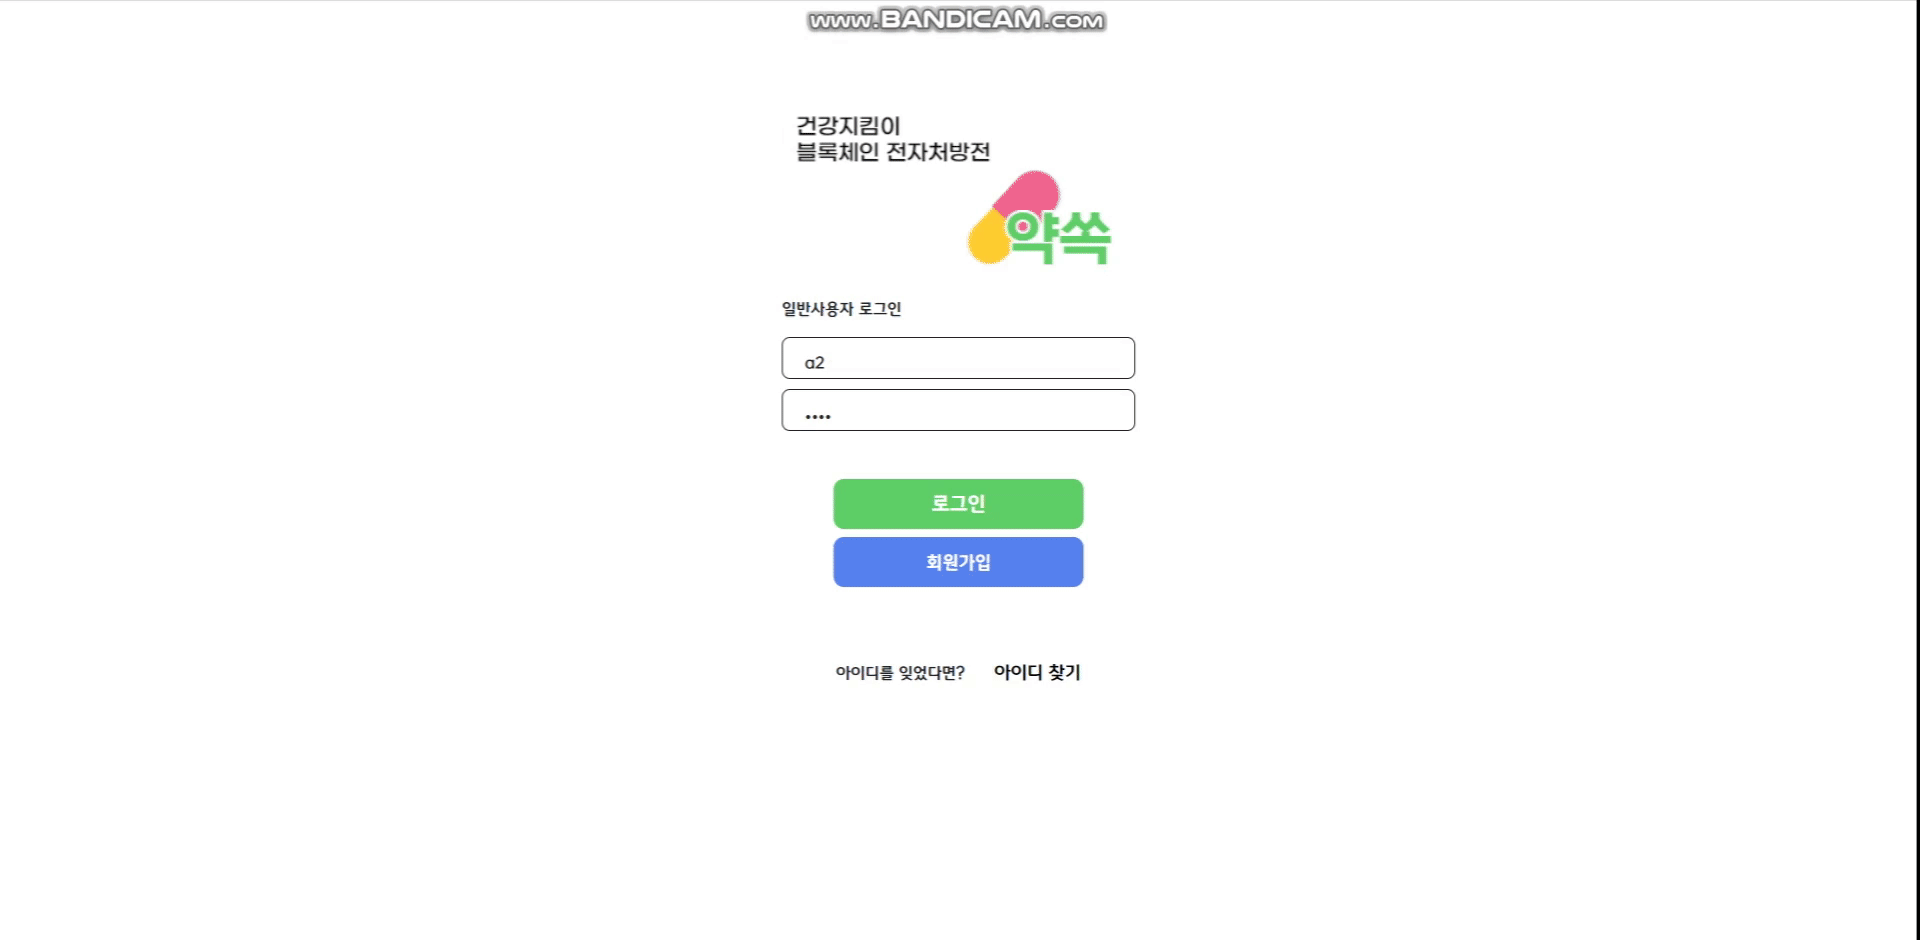 www.BANDICAM.com
건강지킴이
블록체인 전자처방전
약쏙
일반사용자 로그인
a2
••••
로그인
회원가입
아이디를 잊었다면? 아이디 찾기